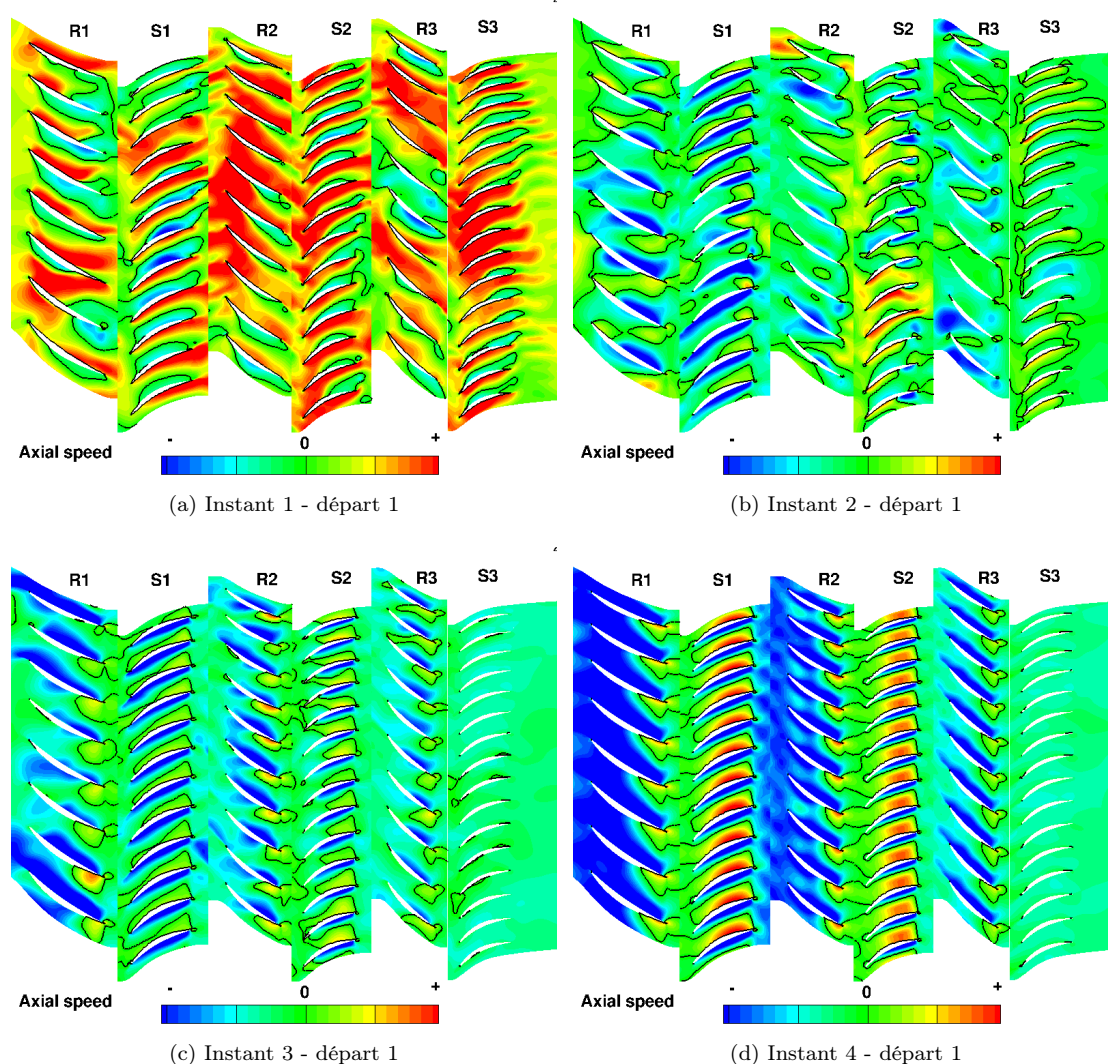 R1 S1 R2 S2 R3 S3
- 0 +
Axial speed
(a) Instant 1 - départ 1
R1 S1 R2 S2 R3 S3
- 0 +
Axial speed
(b) Instant 2 - départ 1
R1 S1 R2 S2 R3 S3
- 0 +
Axial speed
(c) Instant 3 - départ 1
R1 S1 R2 S2 R3 S3
- 0 +
Axial speed
(d) Instant 4 - départ 1